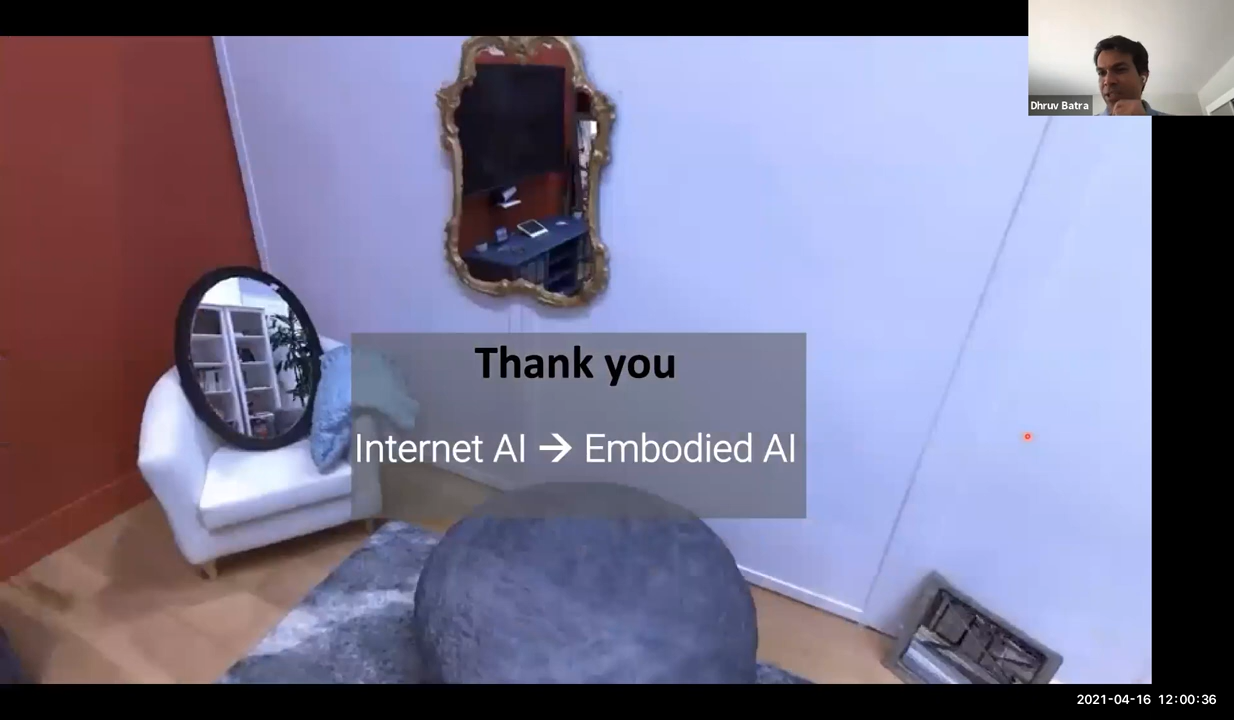 Dhruv Batra
Thank you
Internet AI → Embodied AI
2021-04-16 12:00:36